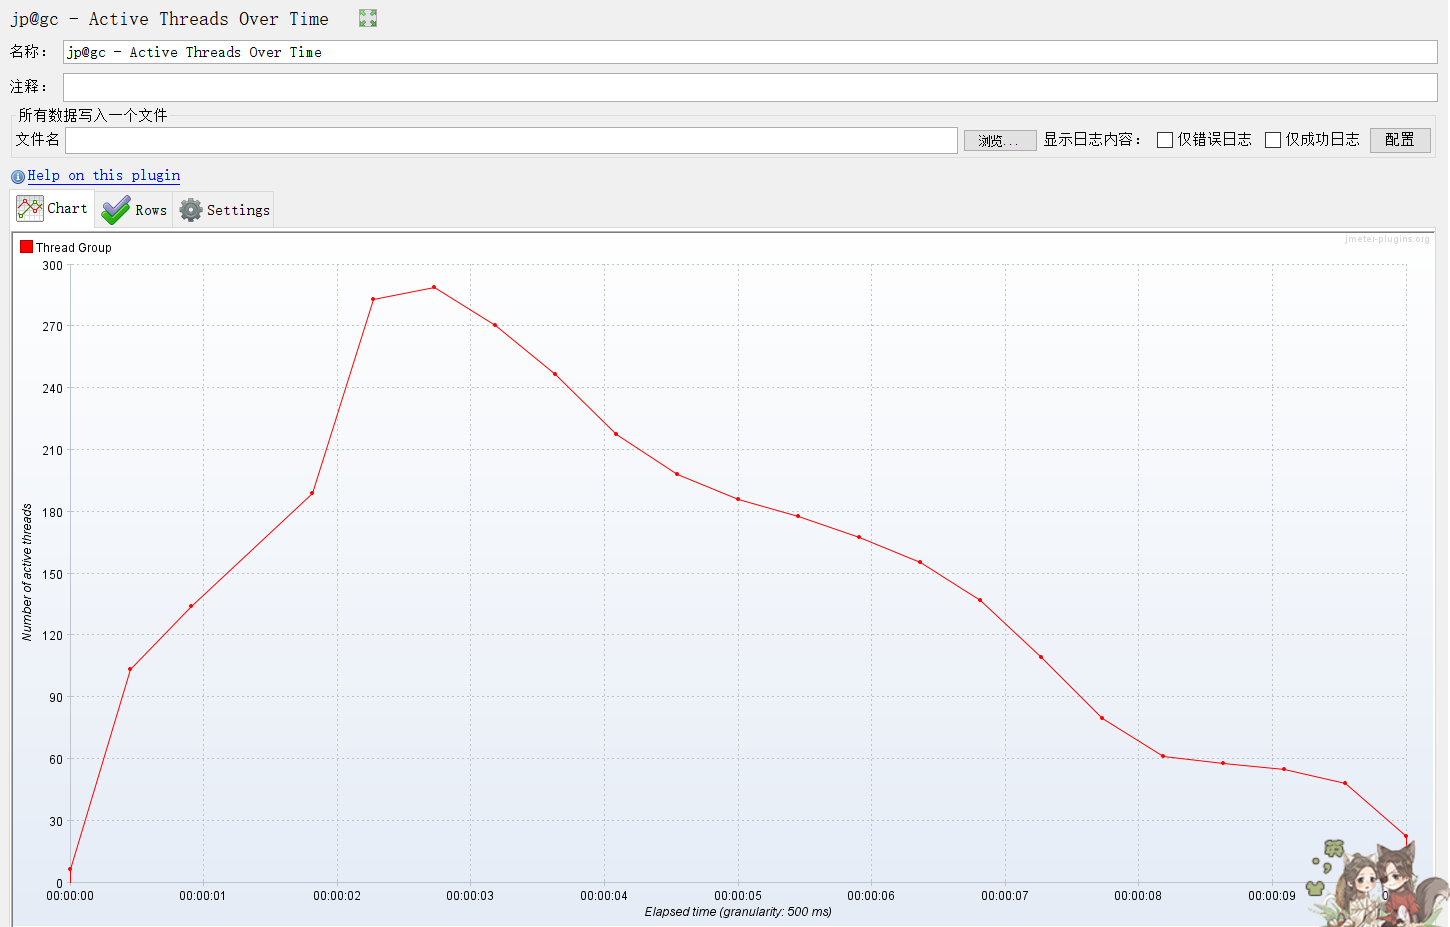 jp@gc - Active Threads Over Time
名称： jp@gc - Active Threads Over Time
注释：
所有数据写入一个文件
文件名 浏览... 显示日志内容： 仅错误日志 仅成功日志 配置
Help on this plugin
Chart Rows Settings
jmeter-plugins.org
Thread Group
300
270
240
210
180
150
120
90
60
30
0
Number of active threads
00:00:00 00:00:01 00:00:02 00:00:03 00:00:04 00:00:05 00:00:06 00:00:07 00:00:08 00:00:09
Elapsed time (granularity: 500 ms)